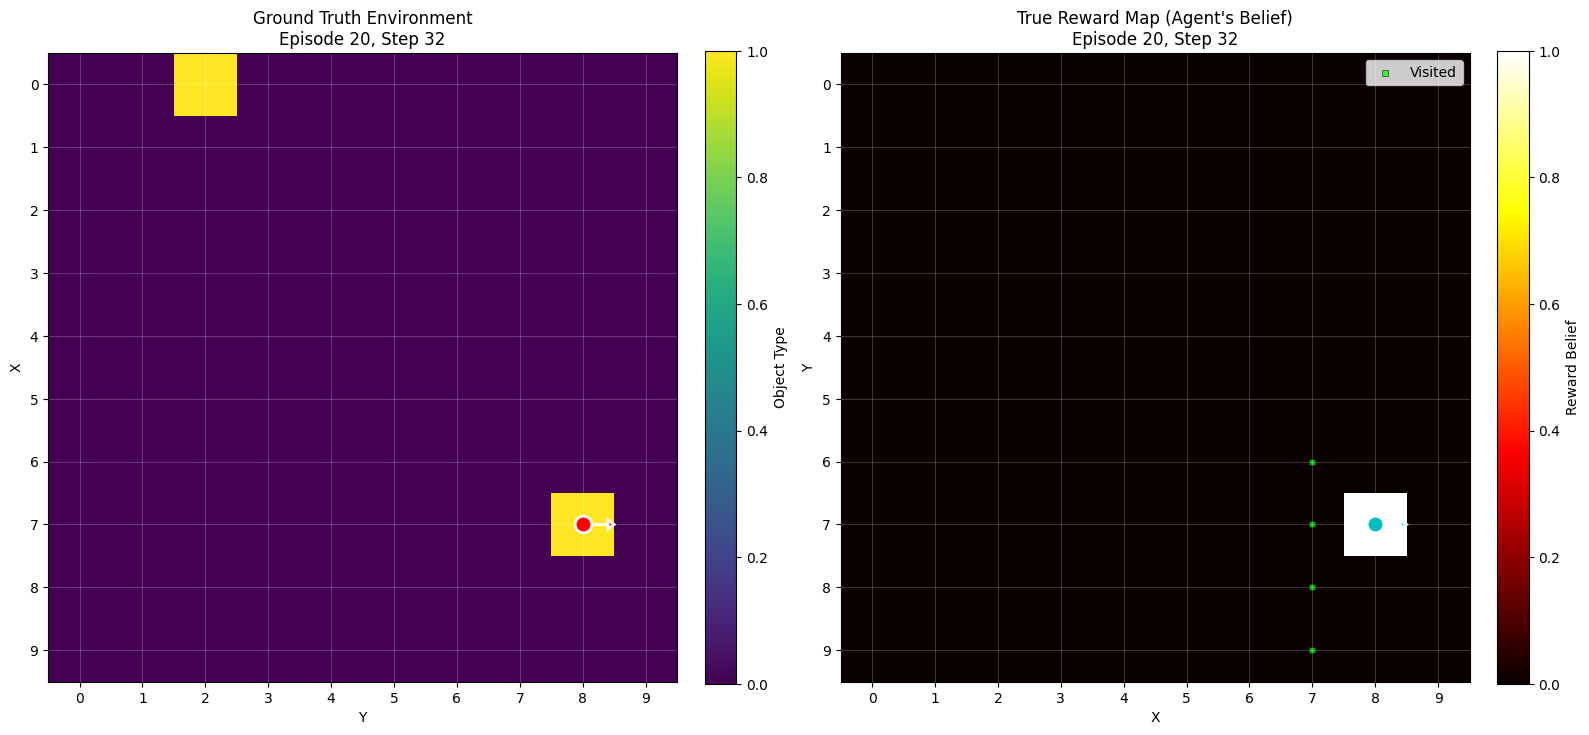 Ground Truth Environment
Episode 20, Step 32
0
1
2
3
4
5
6
7
8
9
X
0 1 2 3 4 5 6 7 8 9
Y
1.0
0.8
0.6
0.4
0.2
0.0
Object Type
True Reward Map (Agent's Belief)
Episode 20, Step 32
Visited
0
1
2
3
4
5
6
7
8
9
Y
0 1 2 3 4 5 6 7 8 9
X
1.0
0.8
0.6
0.4
0.2
0.0
Reward Belief